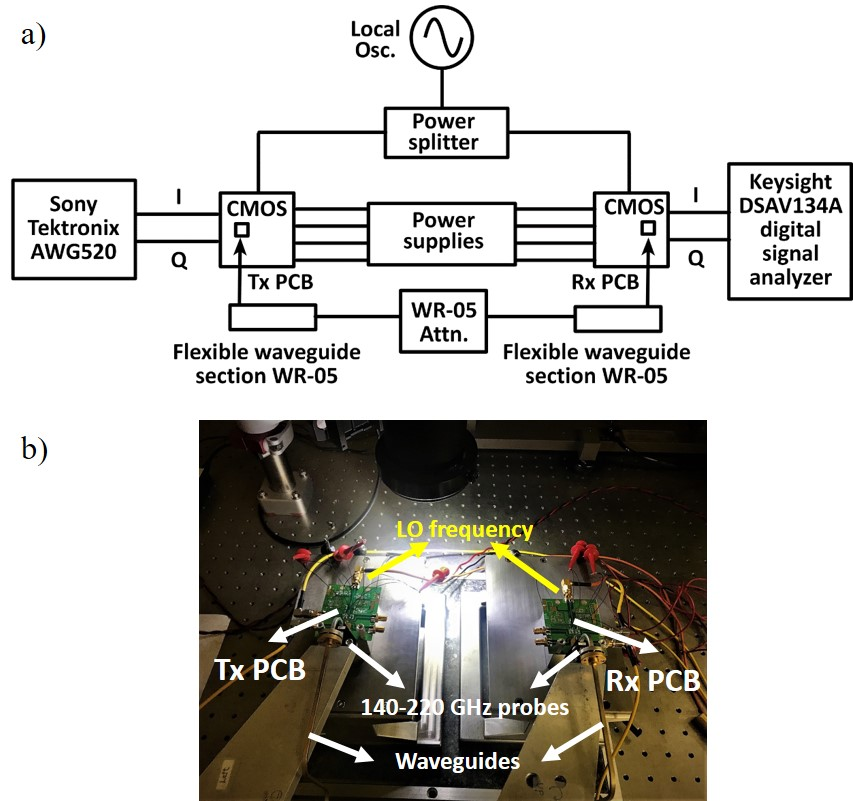 a)
Local
Osc.
Power
splitter
Sony
Tektronix
AWG520
I
Q
CMOS
Tx PCB
Power
supplies
CMOS
Rx PCB
I
Q
Keysight
DSAV134A
digital
signal
analyzer
WR-05
Attn.
Flexible waveguide
section WR-05
Flexible waveguide
section WR-05
b)
LO frequency
Tx PCB
Rx PCB
140-220 GHz probes
Waveguides